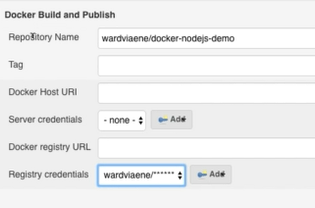 Docker Build and Publish
Repository Name wardviaene/docker-nodejs-demo
Tag
Docker Host URI
Server credentials - none - Add
Docker registry URL
Registry credentials wardviaene/****** Add